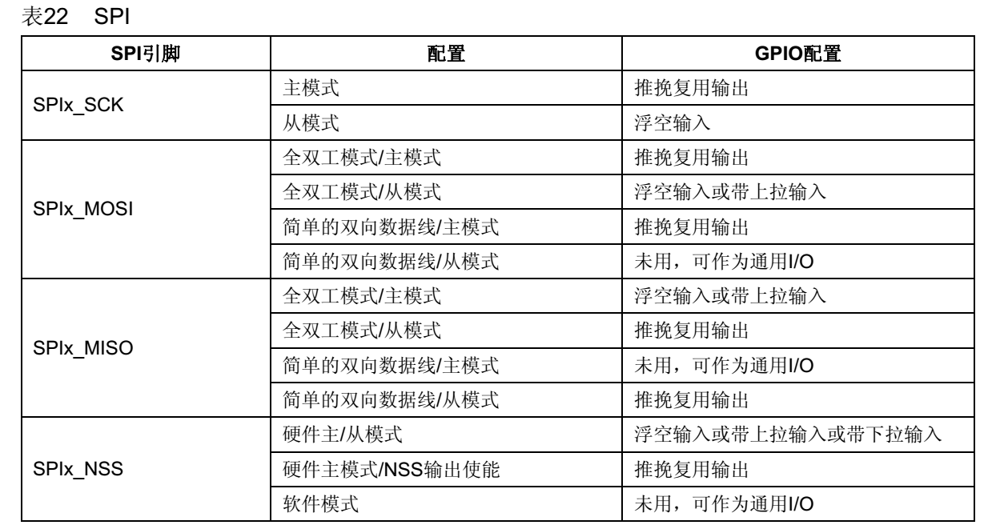 表22 SPI
SPI引脚 配置 GPIO配置
SPIx_SCK
主模式 推挽复用输出
从模式 浮空输入
SPIx_MOSI
全双工模式/主模式 推挽复用输出
全双工模式/从模式 浮空输入或带上拉输入
简单的双向数据线/主模式 推挽复用输出
简单的双向数据线/从模式 未用，可作为通用I/O
SPIx_MISO
全双工模式/主模式 浮空输入或带上拉输入
全双工模式/从模式 推挽复用输出
简单的双向数据线/主模式 未用，可作为通用I/O
简单的双向数据线/从模式 推挽复用输出
SPIx_NSS
硬件主/从模式 浮空输入或带上拉输入或带下拉输入
硬件主模式/NSS输出使能 推挽复用输出
软件模式 未用，可作为通用I/O